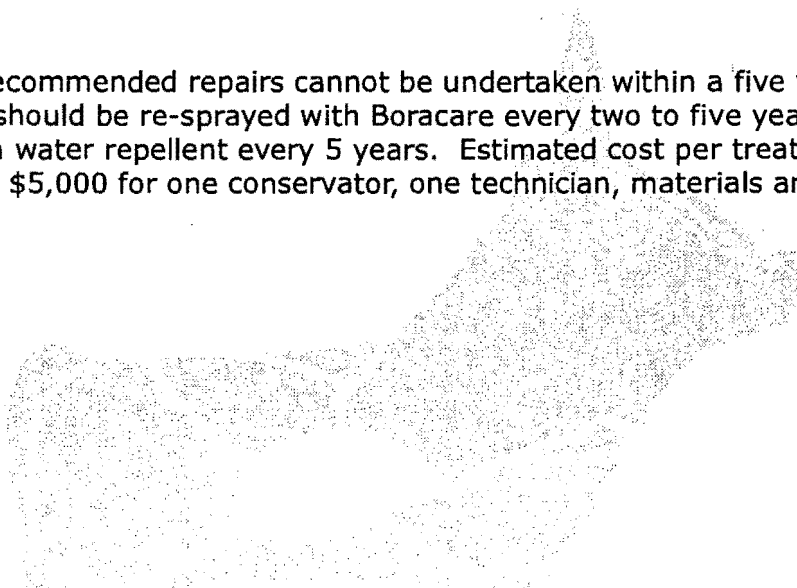 ecommended repairs cannot be undertaken within a five
should be re-sprayed with Boracare every two to five yea
water repellent every 5 years. Estimated cost per treat
$5,000 for one conservator, one technician, materials a